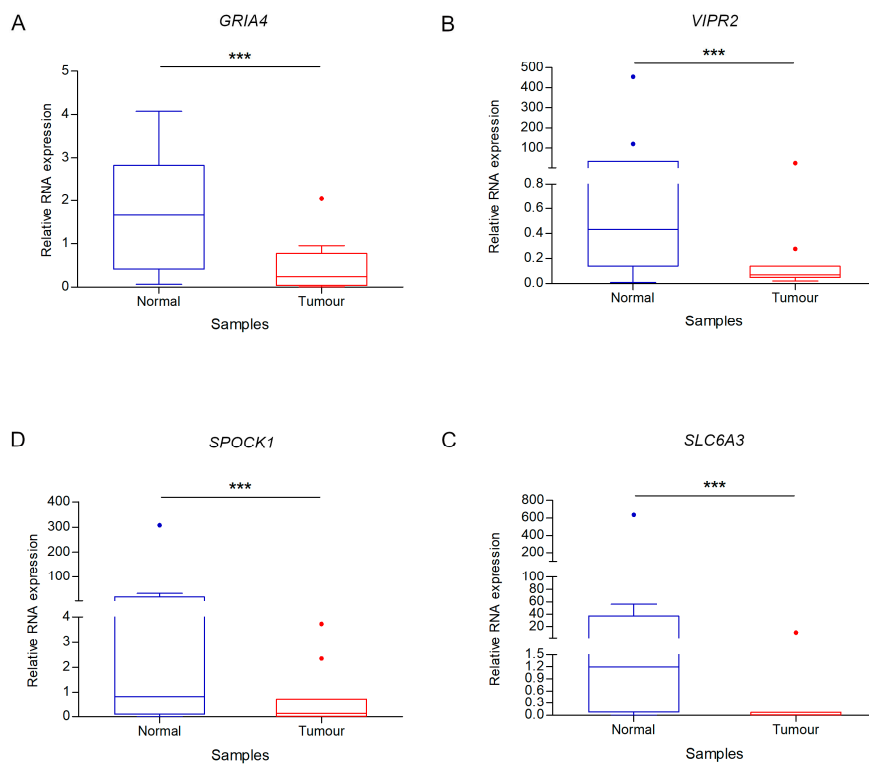 A
GRIA4
***
Relative RNA expression
5
4
3
2
1
0
Normal
Tumour
Samples
B
VIPR2
***
Relative RNA expression
500
400
300
200
100
0.8
0.6
0.4
0.2
0.0
Normal
Tumour
Samples
D
SPOCK1
***
Relative RNA expression
400
300
200
100
4
3
2
1
0
Normal
Tumour
Samples
C
SLC6A3
***
Relative RNA expression
800
600
400
200
100
80
60
40
20
1.5
1.2
0.9
0.6
0.3
0.0
Normal
Tumour
Samples